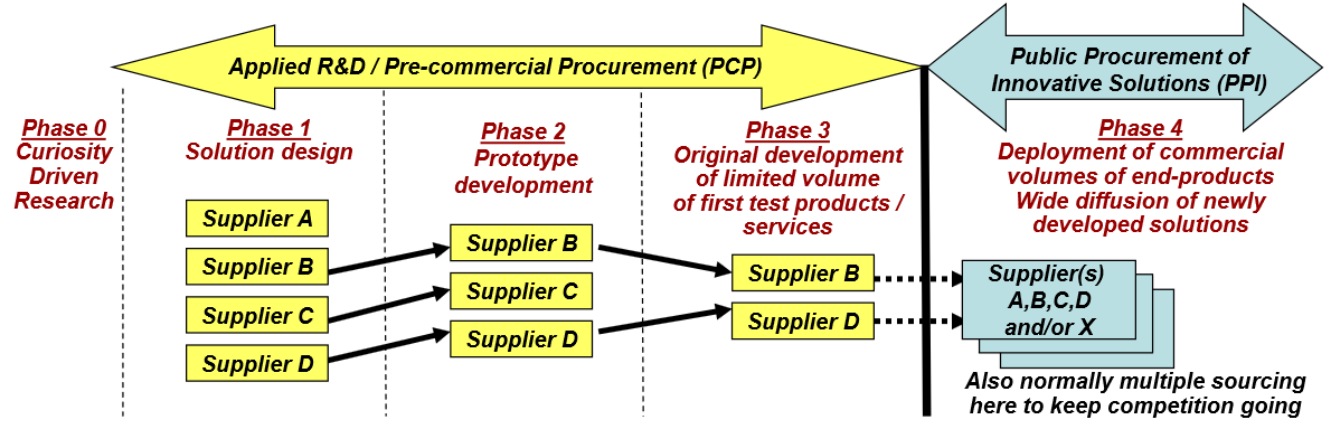 Applied R&D / Pre-commercial Procurement (PCP)
Public Procurement of
Innovative Solutions (PPI)
Phase 0
Curiosity
Driven
Research
Phase 1
Solution design
Supplier A
Supplier B
Supplier C
Supplier D
Phase 2
Prototype
development
Supplier B
Supplier C
Supplier D
Phase 3
Original development
of limited volume
of first test products /
services
Supplier B
Supplier D
Phase 4
Deployment of commercial
volumes of end-products
Wide diffusion of newly
developed solutions
Supplier(s)
A,B,C,D
and/or X
Also normally multiple sourcing
here to keep competition going